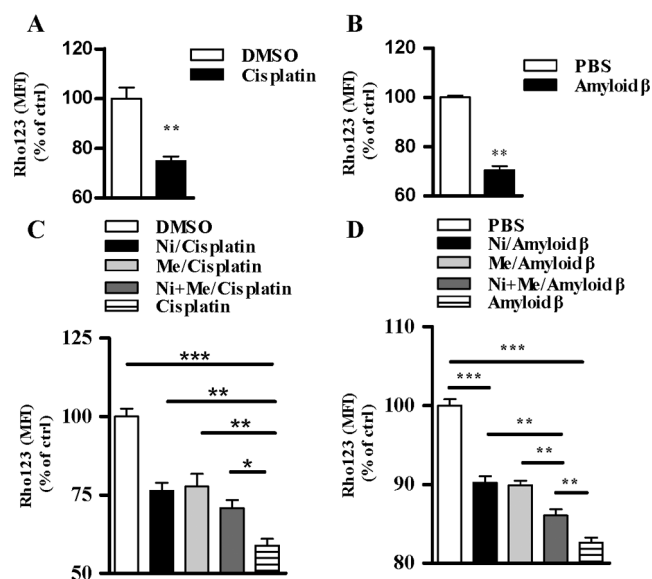 A
DMSO
Cisplatin
Rho123 (MFI)
(% of ctrl)
120
100
80
60
**
B
PBS
Amyloid β
Rho123 (MFI)
(% of ctrl)
120
100
80
60
**
C
DMSO
Ni/Cisplatin
Me/Cisplatin
Ni+Me/Cisplatin
Cisplatin
Rho123 (MFI)
(% of ctrl)
125
100
75
50
***
**
**
*
D
PBS
Ni/Amyloid β
Me/Amyloid β
Ni+Me/Amyloid β
Amyloid β
Rho123 (MFI)
(% of ctrl)
110
100
90
80
***
***
**
**
**